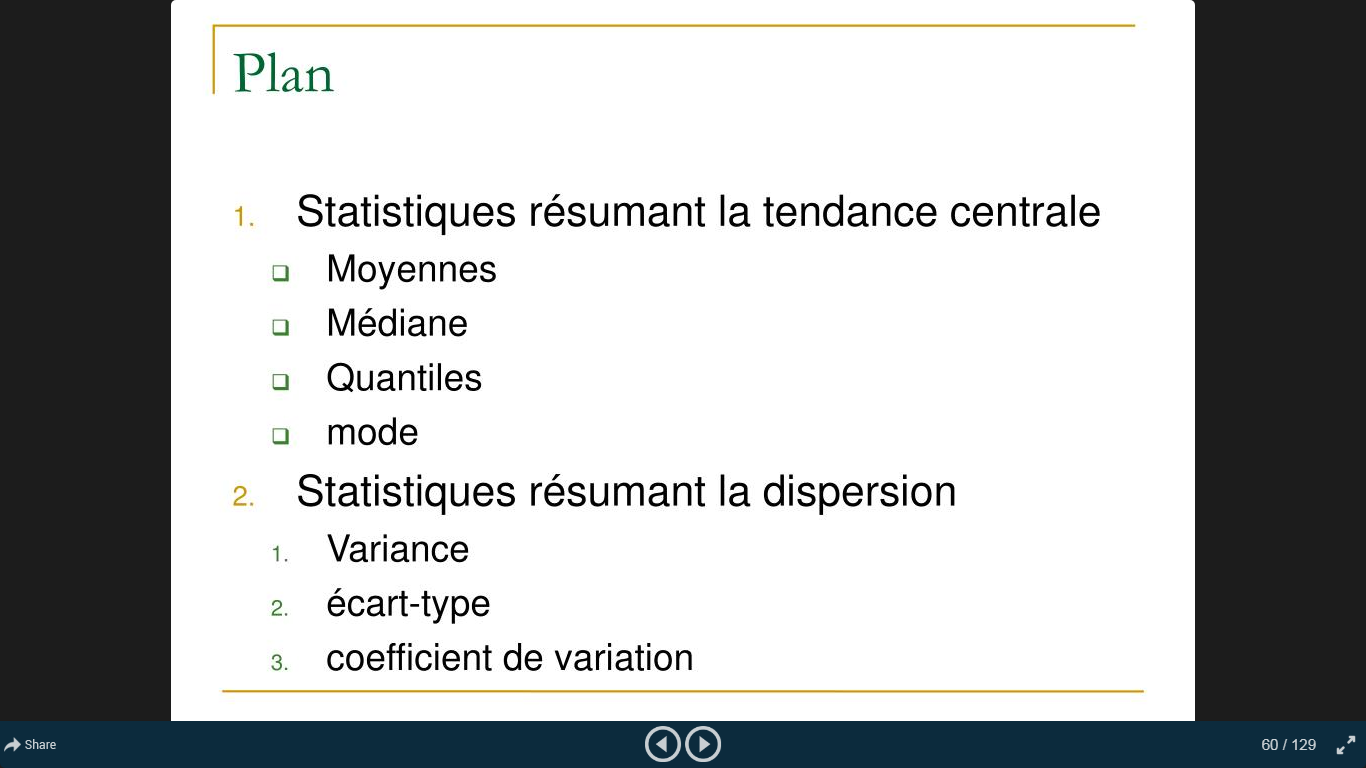 Plan
1. Statistiques résumant la tendance centrale
❑ Moyennes
❑ Médiane
❑ Quantiles
❑ mode
2. Statistiques résumant la dispersion
1. Variance
2. écart-type
3. coefficient de variation
Share
60 / 129